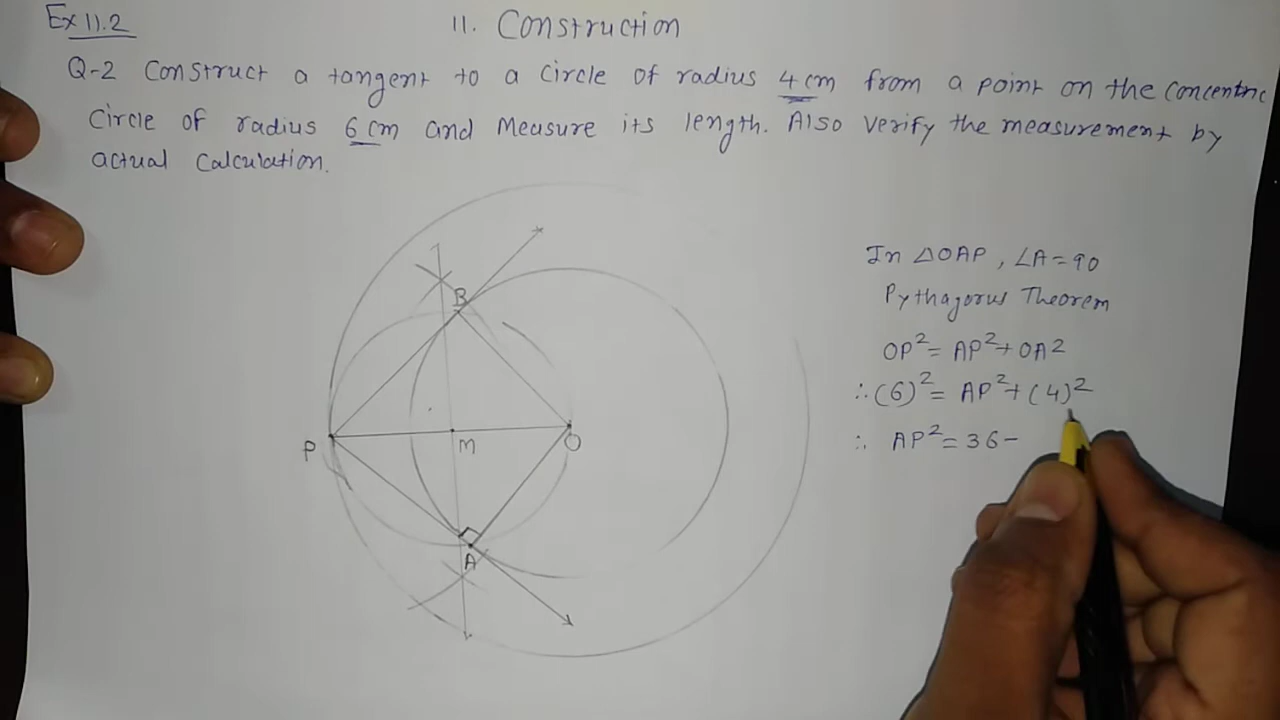 Ex 11.2
11. Construction
Q-2 Construct a tangent to a circle of radius 4 cm from a point on the concentric
circle of radius 6 cm and Measure its length. Also verify the measurement by
actual calculation.
In △OAP, ∠A=90
Pythagorus Theorem
OP²= AP²+ OA²
∴ (6)²= AP²+ (4)²
∴ AP²= 36-
B
P
M
O
A